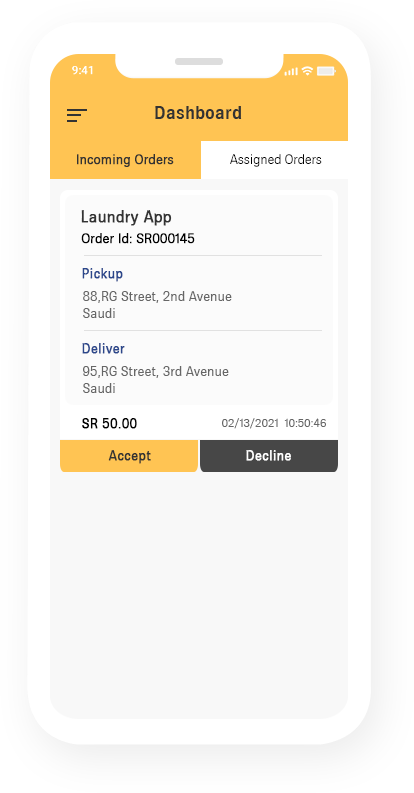 9:41
Dashboard
Incoming Orders
Assigned Orders
Laundry App
Order Id: SR000145
Pickup
88,RG Street, 2nd Avenue
Saudi
Deliver
95,RG Street, 3rd Avenue
Saudi
SR 50.00
02/13/2021 10:50:46
Accept
Decline